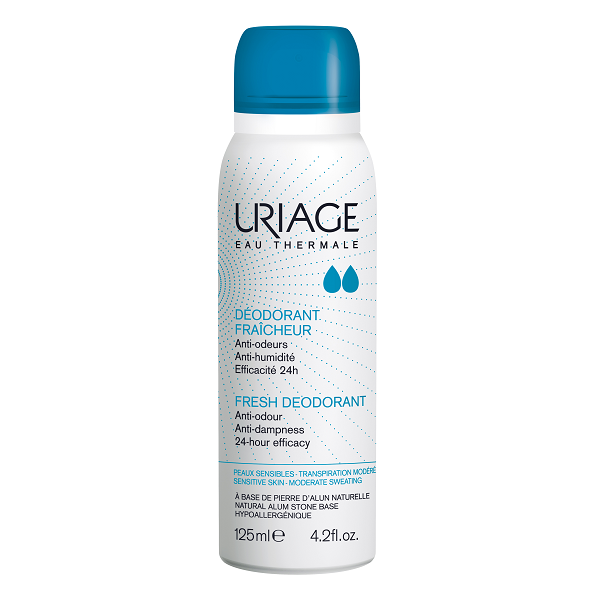 URIAGE
EAU THERMALE
DÉODORANT
FRAÎCHEUR
Anti-odeurs
Anti-humidité
Efficacité 24h
FRESH DEODORANT
Anti-odour
Anti-dampness
24-hour efficacy
PEAUX SENSIBLES - TRANSPIRATION MODÉRÉ
SENSITIVE SKIN - MODERATE SWEATING
À BASE DE PIERRE D'ALUN NATURELLE
NATURAL ALUM STONE BASE
HYPOALLERGÉNIQUE
125ml℮ 4.2fl.oz.